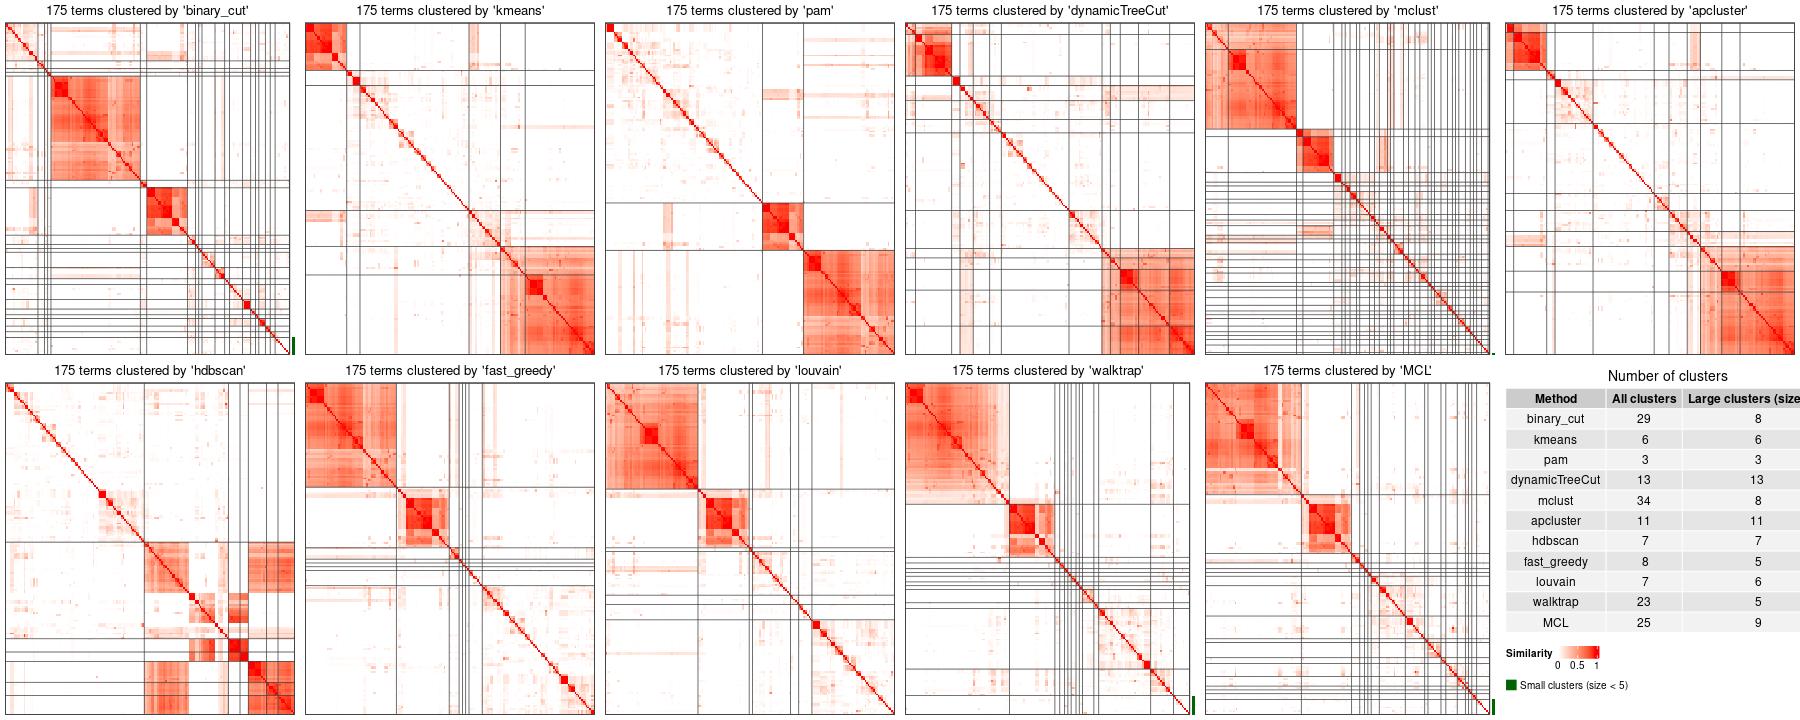 175 terms clustered by 'binary_cut'
175 terms clustered by 'kmeans'
175 terms clustered by 'pam'
175 terms clustered by 'dynamicTreeCut'
175 terms clustered by 'mclust'
175 terms clustered by 'apcluster'
175 terms clustered by 'hdbscan'
175 terms clustered by 'fast_greedy'
175 terms clustered by 'louvain'
175 terms clustered by 'walktrap'
175 terms clustered by 'MCL'
Number of clusters
Method All clusters Large clusters (size
binary_cut 29 8
kmeans 6 6
pam 3 3
dynamicTreeCut 13 13
mclust 34 8
apcluster 11 11
hdbscan 7 7
fast_greedy 8 5
louvain 7 6
walktrap 23 5
MCL 25 9
Similarity
0 0.5 1
Small clusters (size < 5)